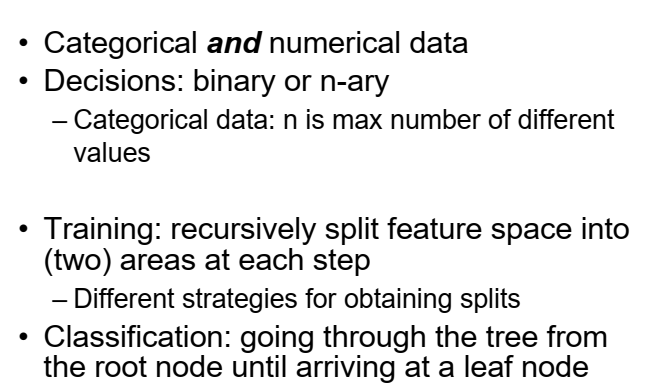 • Categorical and numerical data
• Decisions: binary or n-ary
– Categorical data: n is max number of different
values
• Training: recursively split feature space into
(two) areas at each step
– Different strategies for obtaining splits
• Classification: going through the tree from
the root node until arriving at a leaf node